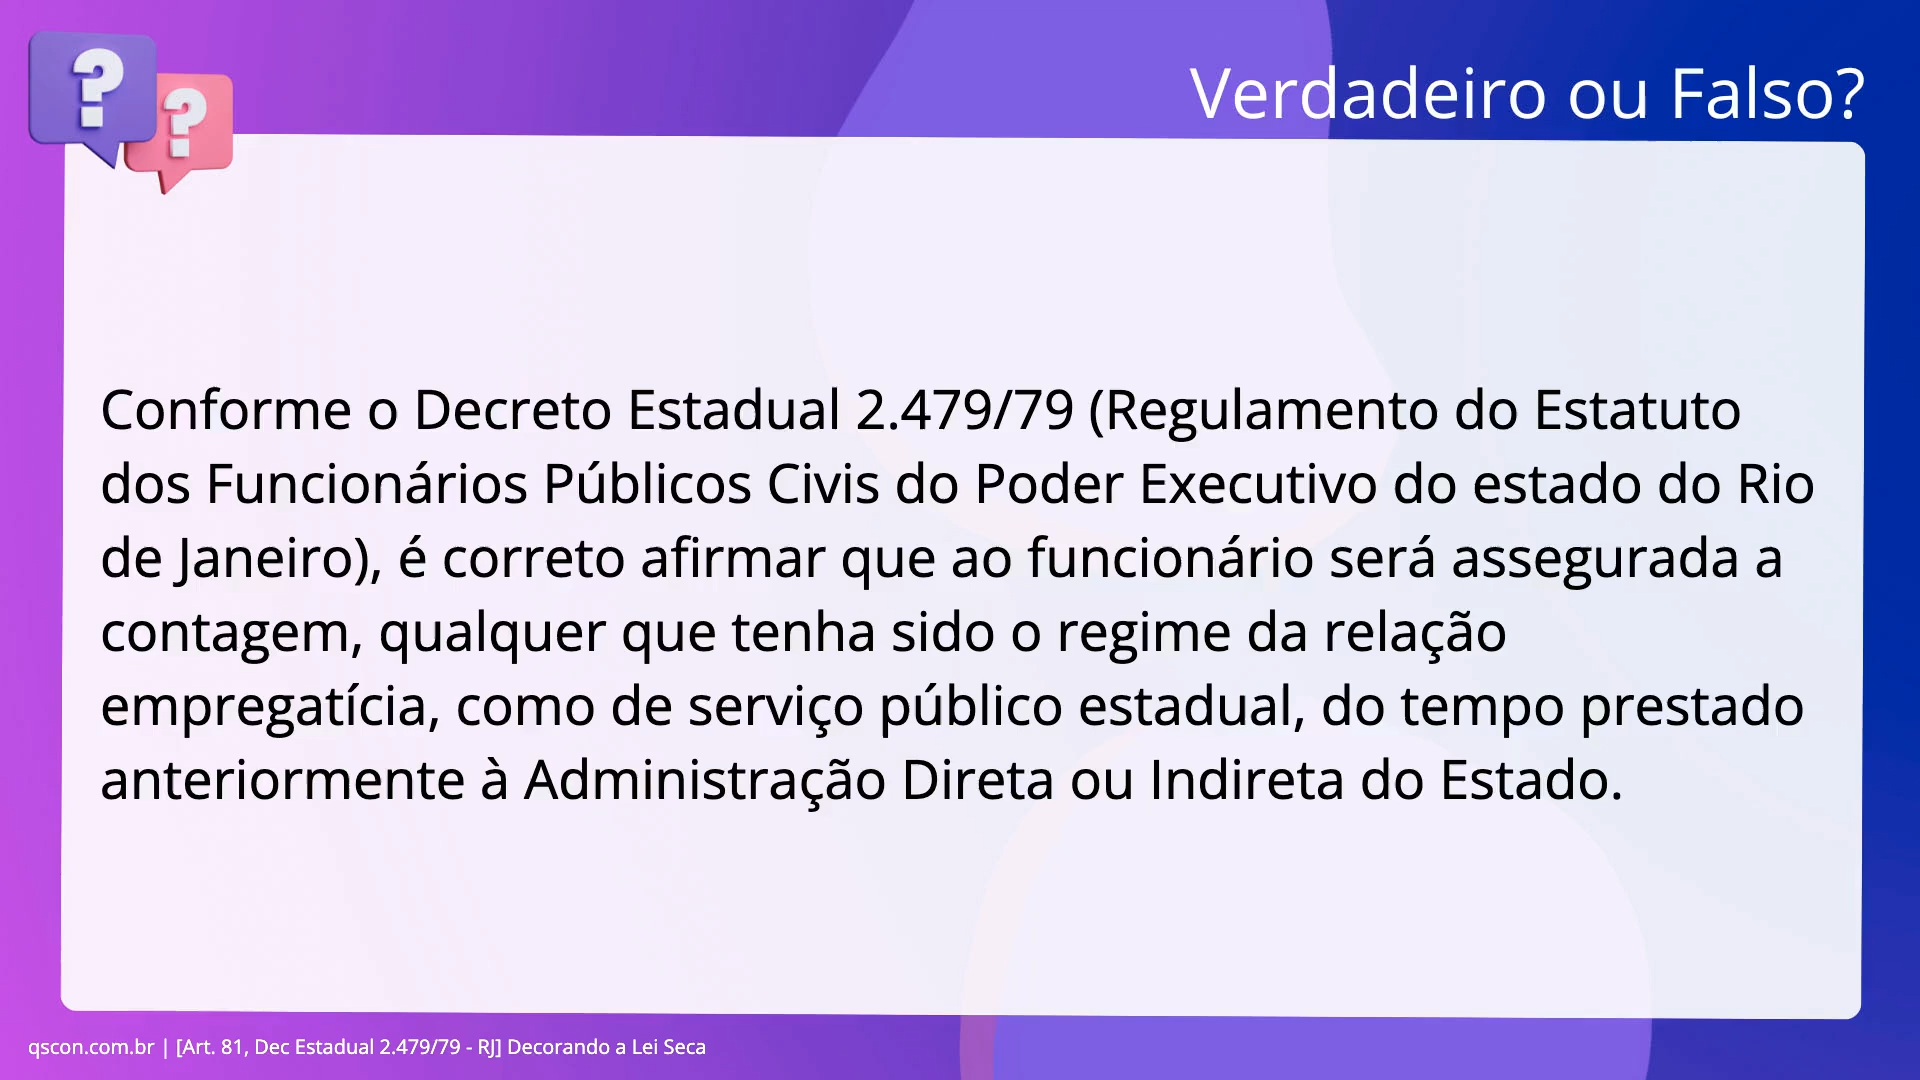 Verdadeiro ou Falso?
Conforme o Decreto Estadual 2.479/79 (Regulamento do Estatuto
dos Funcionários Públicos Civis do Poder Executivo do estado do Rio
de Janeiro), é correto afirmar que ao funcionário será assegurada a
contagem, qualquer que tenha sido o regime da relação
empregatícia, como de serviço público estadual, do tempo prestado
anteriormente à Administração Direta ou Indireta do Estado.
qscon.com.br | [Art. 81, Dec Estadual 2.479/79 - RJ] Decorando a Lei Seca